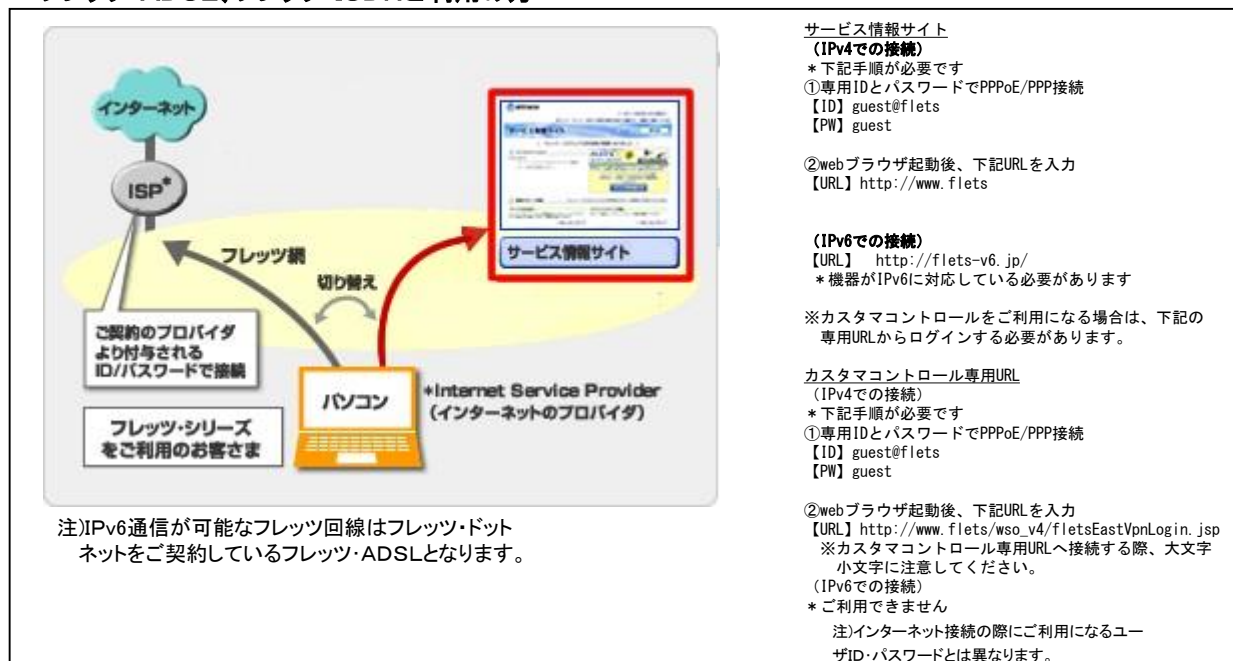 インターネット
ISP*
フレッツ網
切り替え
サービス情報サイト
ご契約のプロバイダ
より付与される
ID/パスワードで接続
パソコン
*Internet Service Provider
(インターネットのプロバイダ)
フレッツ・シリーズ
をご利用のお客さま
注)IPv6通信が可能なフレッツ回線はフレッツ・ドット
ネットをご契約しているフレッツ・ADSLとなります。
サービス情報サイト
(IPv4での接続)
*下記手順が必要です
①専用IDとパスワードでPPPoE/PPP接続
【ID】guest@flets
【PW】guest
②webブラウザ起動後、下記URLを入力
【URL】http://www.flets
(IPv6での接続)
【URL】 http://flets-v6.jp/
*機器がIPv6に対応している必要があります
※カスタマコントロールをご利用になる場合は、下記の
専用URLからログインする必要があります。
カスタマコントロール専用URL
(IPv4での接続)
*下記手順が必要です
①専用IDとパスワードでPPPoE/PPP接続
【ID】guest@flets
【PW】guest
②webブラウザ起動後、下記URLを入力
【URL】http://www.flets/wso_v4/fletsEastVpnLogin.jsp
※カスタマコントロール専用URLへ接続する際、大文字
小文字に注意してください。
(IPv6での接続)
*ご利用できません
注)インターネット接続の際にご利用になるユー
ザID・パスワードとは異なります。